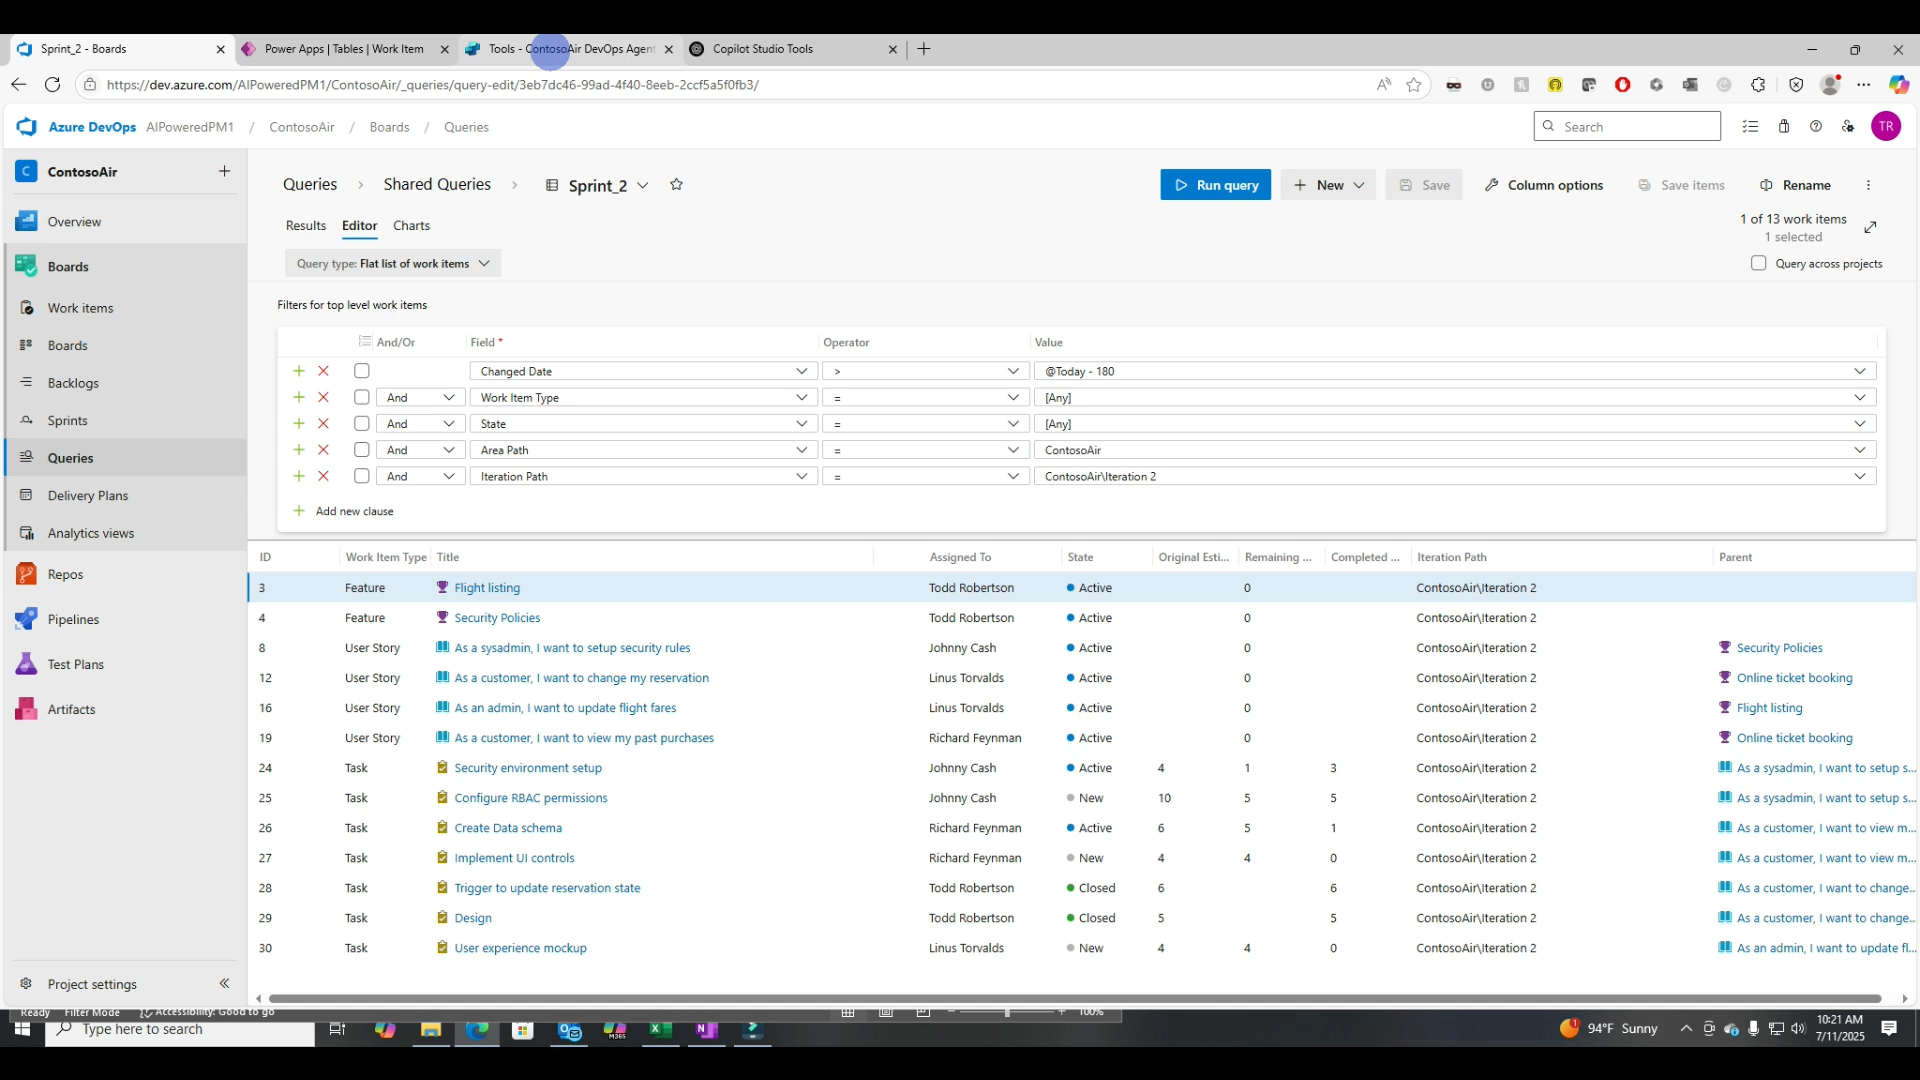 Sprint_2 - Boards
Power Apps | Tables | Work Item
Tools - ContosoAir DevOps Agent
Copilot Studio Tools
https://dev.azure.com/AIPoweredPM1/ContosoAir/_queries/query-edit/3eb7dc46-99ad-4f40-8eeb-2ccf5a5f0fb3/
Azure DevOps AIPoweredPM1 / ContosoAir / Boards / Queries
Search
TR
C ContosoAir
Overview
Boards
Work items
Boards
Backlogs
Sprints
Queries
Delivery Plans
Analytics views
Repos
Pipelines
Test Plans
Artifacts
Project settings
Queries > Shared Queries > Sprint_2
Run query
New
Save
Column options
Save items
Rename
Results Editor Charts
1 of 13 work items
1 selected
Query type: Flat list of work items
Query across projects
Filters for top level work items
And/Or Field * Operator Value
Changed Date > @Today - 180
And Work Item Type = [Any]
And State = [Any]
And Area Path = ContosoAir
And Iteration Path = ContosoAir\Iteration 2
Add new clause
ID Work Item Type Title Assigned To State Original Esti... Remaining ... Completed ... Iteration Path Parent
3 Feature Flight listing Todd Robertson Active 0 ContosoAir\Iteration 2
4 Feature Security Policies Todd Robertson Active 0 ContosoAir\Iteration 2
8 User Story As a sysadmin, I want to setup security rules Johnny Cash Active 0 ContosoAir\Iteration 2 Security Policies
12 User Story As a customer, I want to change my reservation Linus Torvalds Active 0 ContosoAir\Iteration 2 Online ticket booking
16 User Story As an admin, I want to update flight fares Linus Torvalds Active 0 ContosoAir\Iteration 2 Flight listing
19 User Story As a customer, I want to view my past purchases Richard Feynman Active 0 ContosoAir\Iteration 2 Online ticket booking
24 Task Security environment setup Johnny Cash Active 4 1 3 ContosoAir\Iteration 2 As a sysadmin, I want to setup s...
25 Task Configure RBAC permissions Johnny Cash New 10 5 5 ContosoAir\Iteration 2 As a sysadmin, I want to setup s...
26 Task Create Data schema Richard Feynman Active 6 5 1 ContosoAir\Iteration 2 As a customer, I want to view m...
27 Task Implement UI controls Richard Feynman New 4 4 0 ContosoAir\Iteration 2 As a customer, I want to view m...
28 Task Trigger to update reservation state Todd Robertson Closed 6 6 ContosoAir\Iteration 2 As a customer, I want to change...
29 Task Design Todd Robertson Closed 5 5 ContosoAir\Iteration 2 As a customer, I want to change...
30 Task User experience mockup Linus Torvalds New 4 4 0 ContosoAir\Iteration 2 As an admin, I want to update fl...
Ready Filter Mode Accessibility: Good to go 100%
Type here to search
M365
94°F Sunny
10:21 AM
7/11/2025